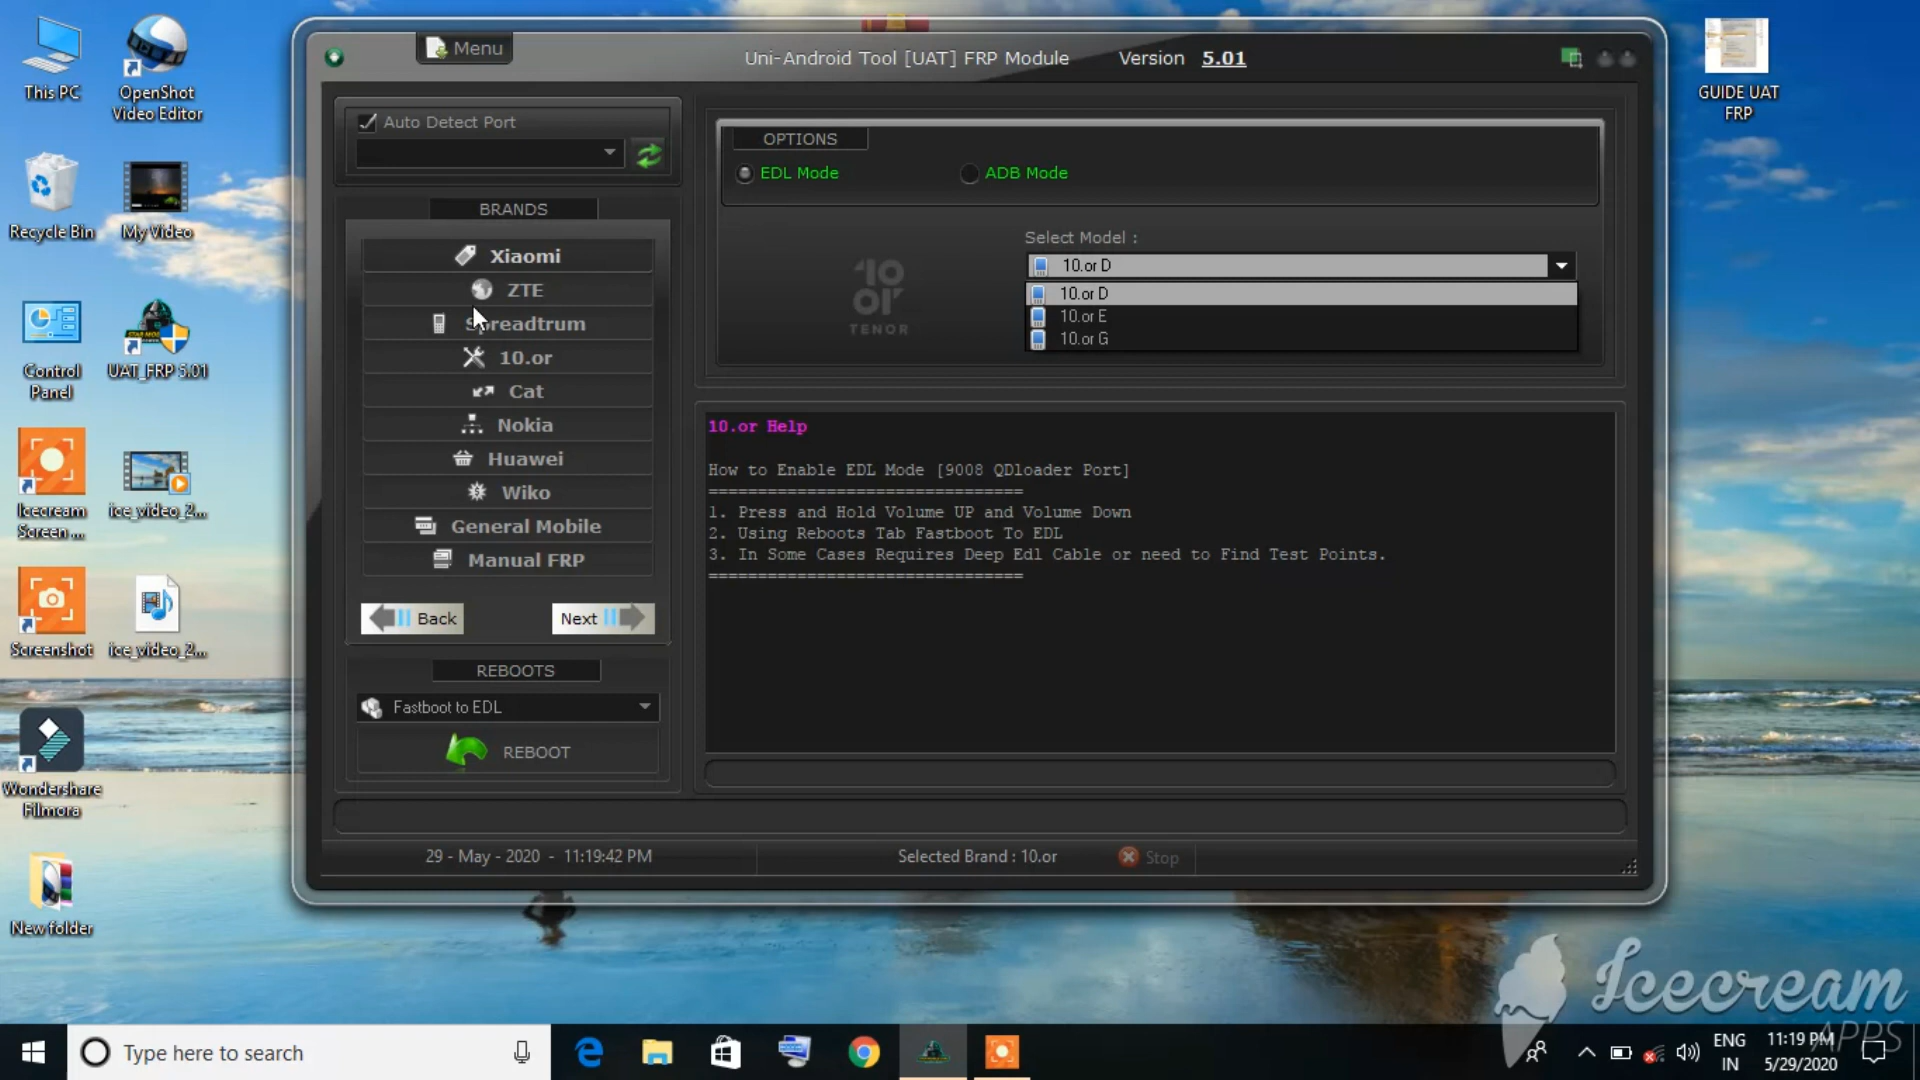 This PC
OpenShot
Video Editor
Recycle Bin
My Video
Control
Panel
UAT_FRP 5.01
Icecream
Screen ...
ice_video_2...
Screenshot
ice_video_2...
Wondershare
Filmora
New folder
GUIDE UAT
FRP
Menu
Uni-Android Tool [UAT] FRP Module
Version 5.01
Auto Detect Port
BRANDS
Xiaomi
ZTE
Spreadtrum
10.or
Cat
Nokia
Huawei
Wiko
General Mobile
Manual FRP
Back
Next
REBOOTS
Fastboot to EDL
REBOOT
OPTIONS
EDL Mode
ADB Mode
10
or
TENOR
Select Model :
10.or D
10.or D
10.or E
10.or G
10.or Help
How to Enable EDL Mode [9008 QDloader Port]
================================
1. Press and Hold Volume UP and Volume Down
2. Using Reboots Tab Fastboot To EDL
3. In Some Cases Requires Deep Edl Cable or need to Find Test Points.
================================
29 - May - 2020 - 11:19:42 PM
Selected Brand : 10.or
Stop
Icecream
APPS
Type here to search
ENG
IN
11:19 PM
5/29/2020